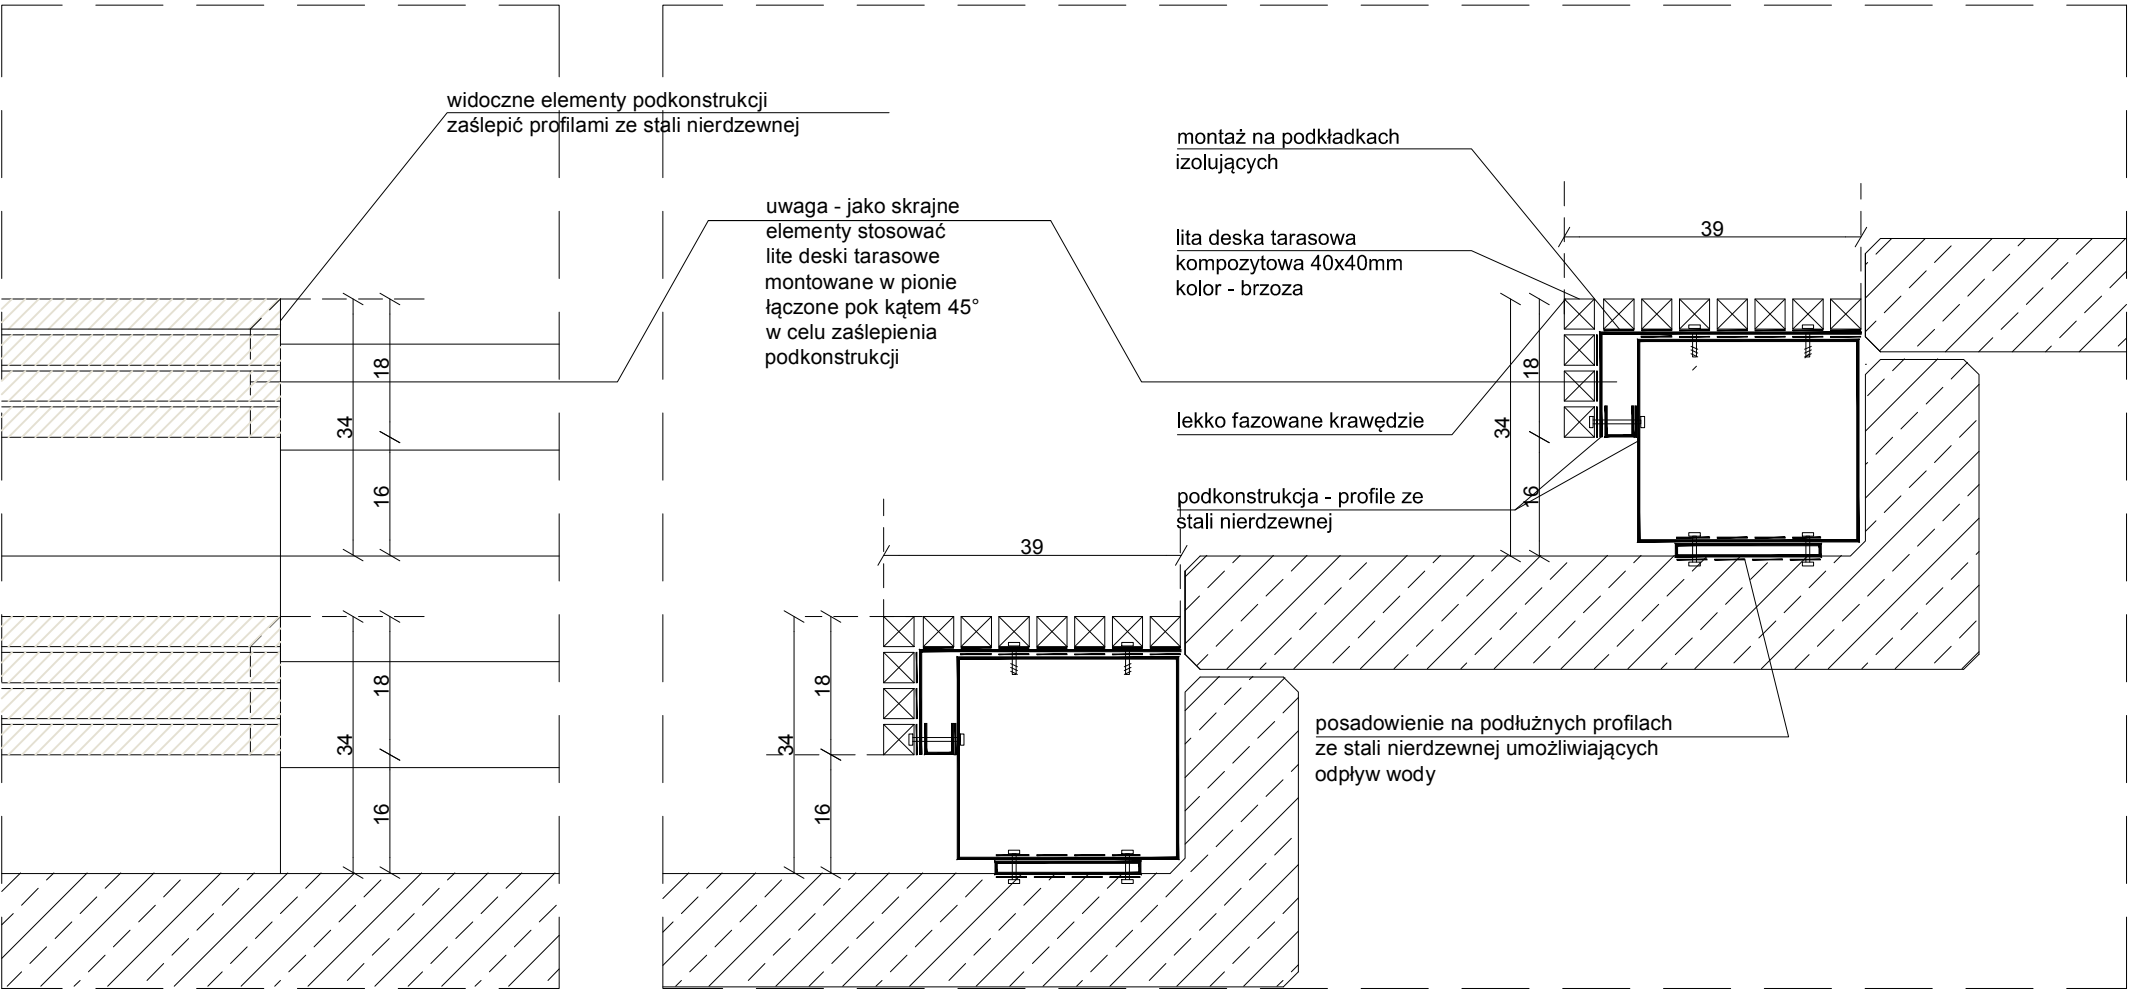 widoczne elementy podkonstrukcji
zaślepić profilami ze stali nierdzewnej
uwaga - jako skrajne
elementy stosować
lite deski tarasowe
montowane w pionie
łączone pok kątem 45°
w celu zaślepienia
podkonstrukcji
montaż na podkładkach
izolujących
lita deska tarasowa
kompozytowa 40x40mm
kolor - brzoza
lekko fazowane krawędzie
podkonstrukcja - profile ze
stali nierdzewnej
posadowienie na podłużnych profilach
ze stali nierdzewnej umożliwiających
odpływ wody
34
18
16
34
18
16
39
34
18
16
39
34
18
16